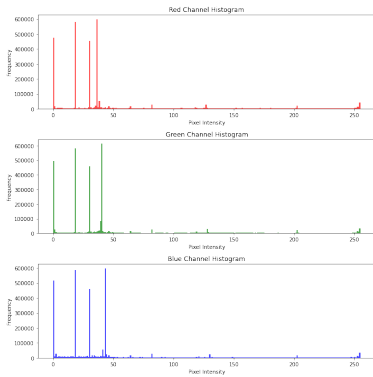 Red Channel Histogram
600000
500000
400000
300000
200000
100000
0
Frequency
0 50 100 150 200 250
Pixel Intensity
Green Channel Histogram
600000
500000
400000
300000
200000
100000
0
Frequency
0 50 100 150 200 250
Pixel Intensity
Blue Channel Histogram
600000
500000
400000
300000
200000
100000
0
Frequency
0 50 100 150 200 250
Pixel Intensity